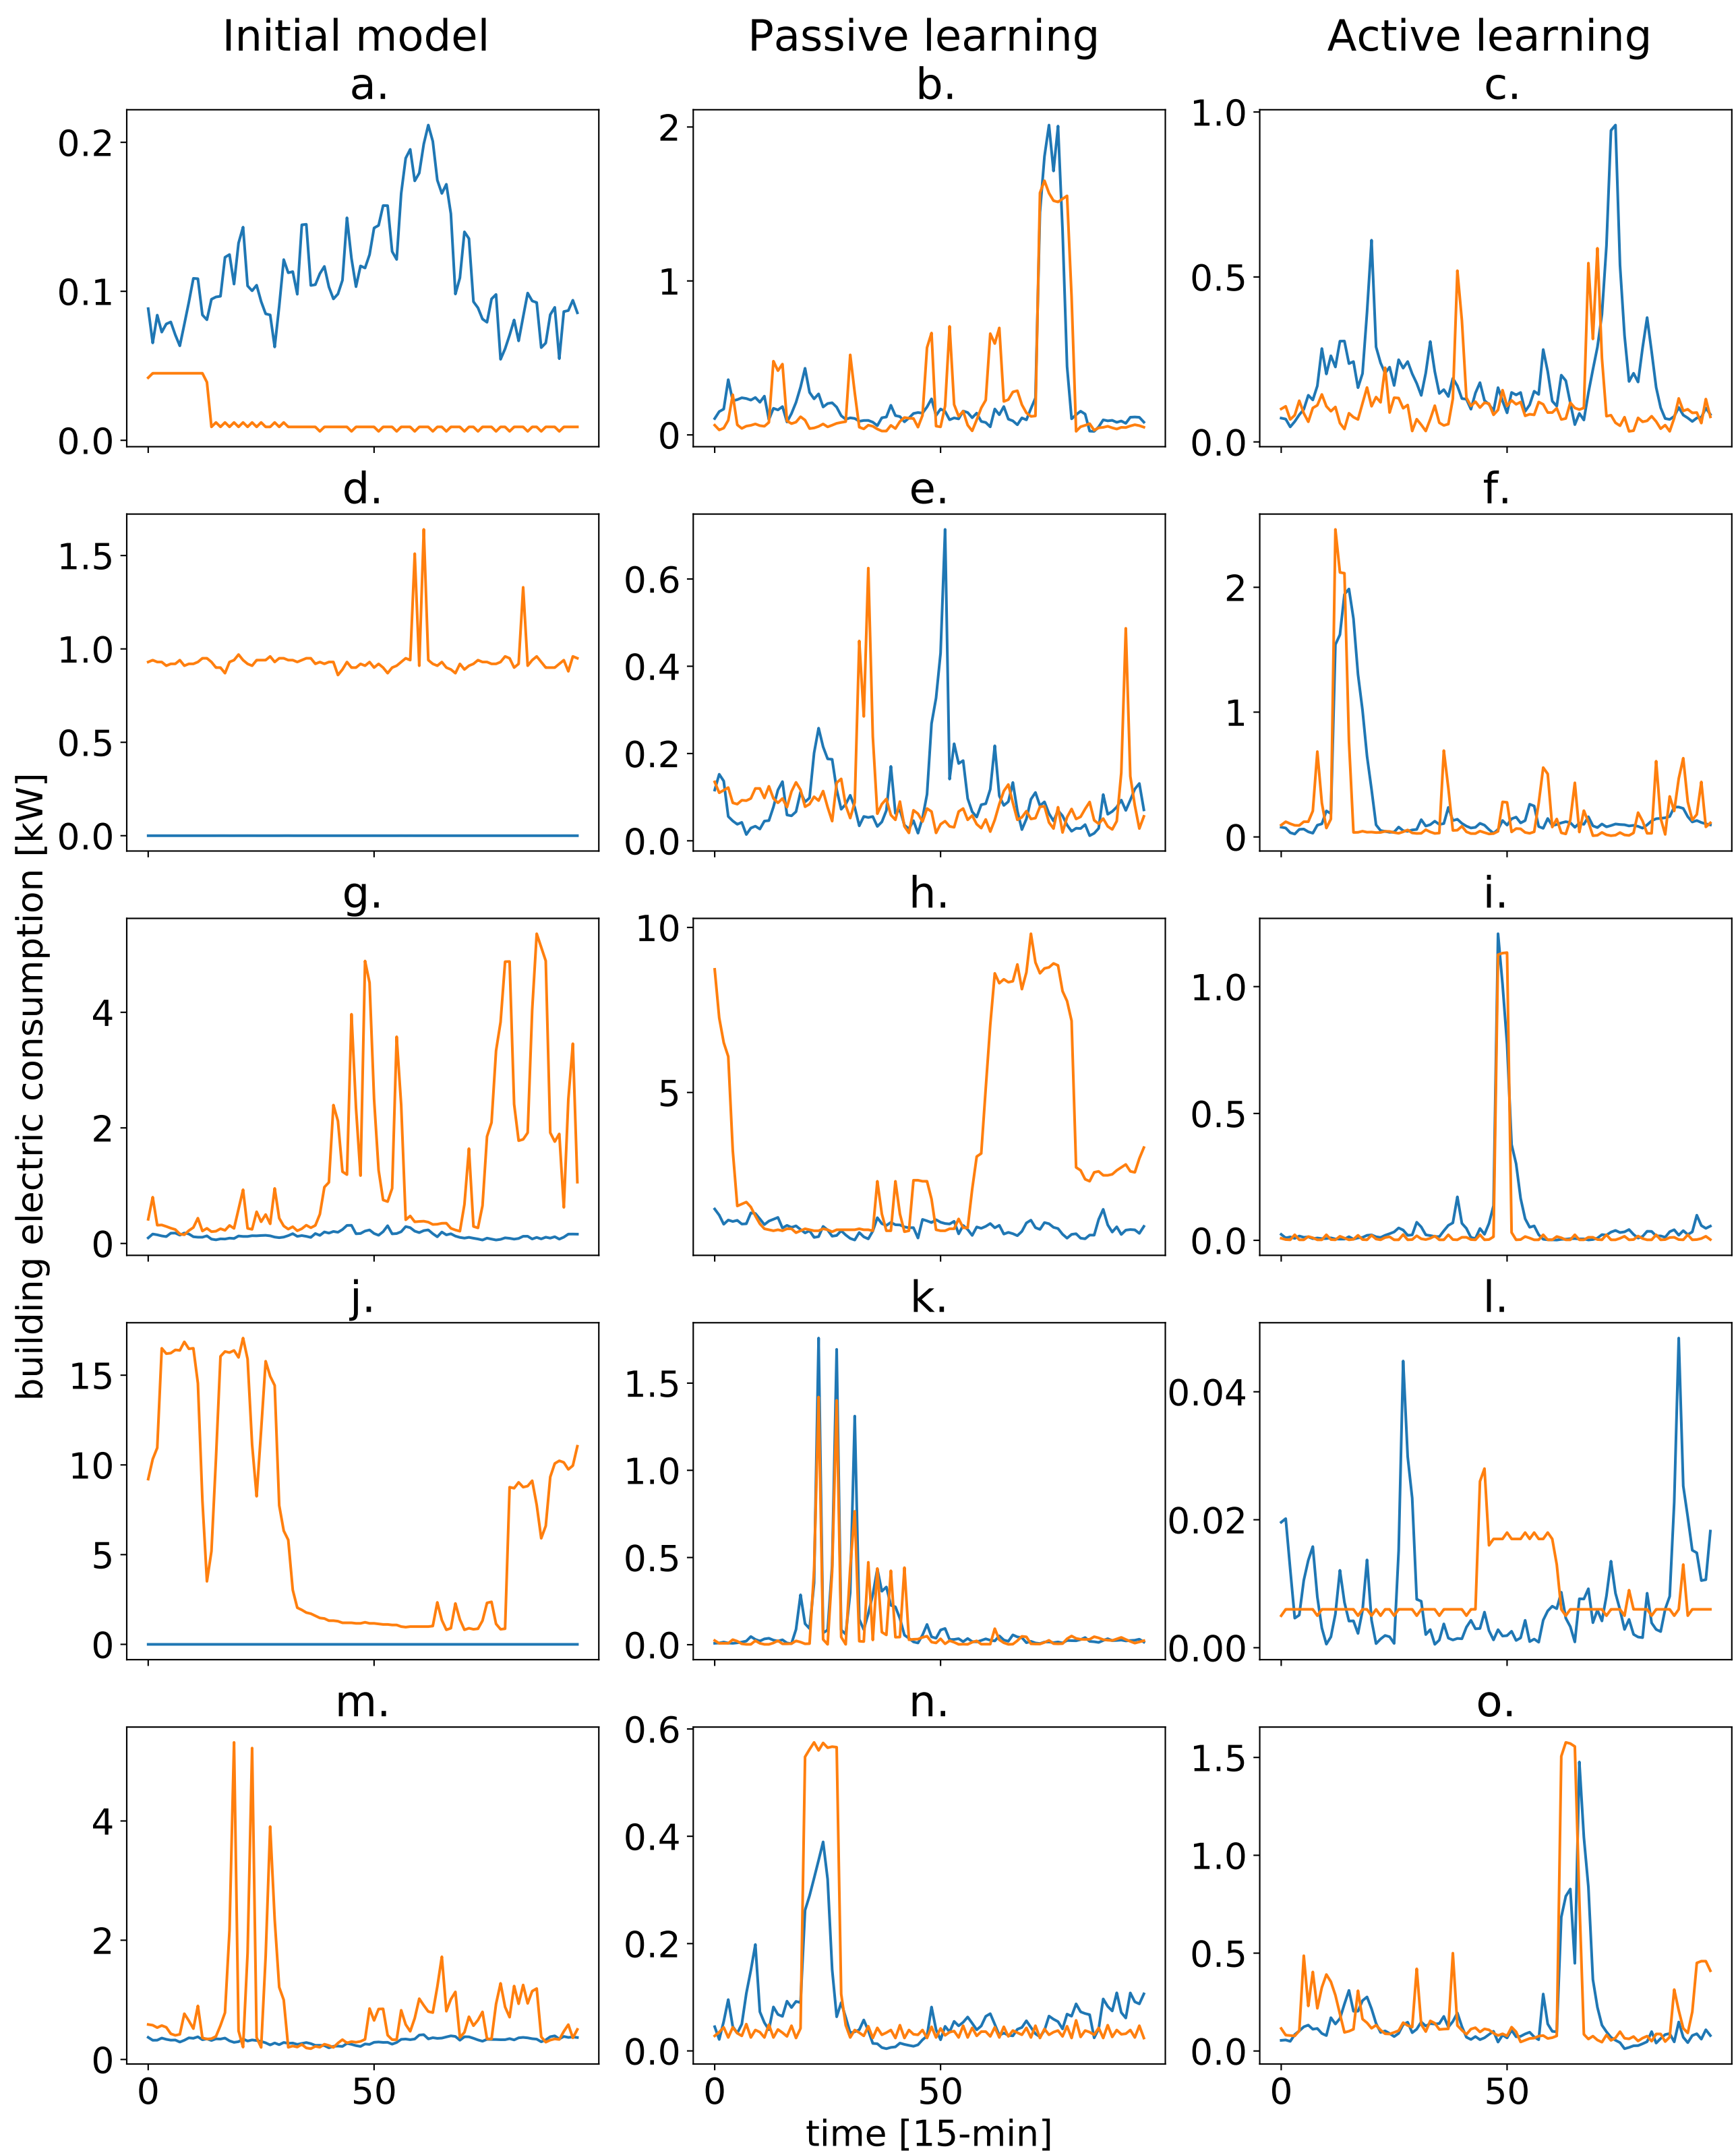 Initial model Passive learning Active learning
a. b. c.
0.2 2 1.0
0.1 1 0.5
0.0 0 0.0
d. e. f.
1.5 0.6 2
1.0 0.4 1
0.5 0.2 0
0.0 0.0
g. h. i.
4 10 1.0
2 5 0.5
0 0.0
j. k. l.
15 1.5 0.04
10 1.0 0.02
5 0.5 0.00
0 0.0
m. n. o.
4 0.6 1.5
2 0.4 1.0
0 0.2 0.5
0.0 0.0
0 50 0 50 0 50
time [15-min]
building electric consumption [kW]